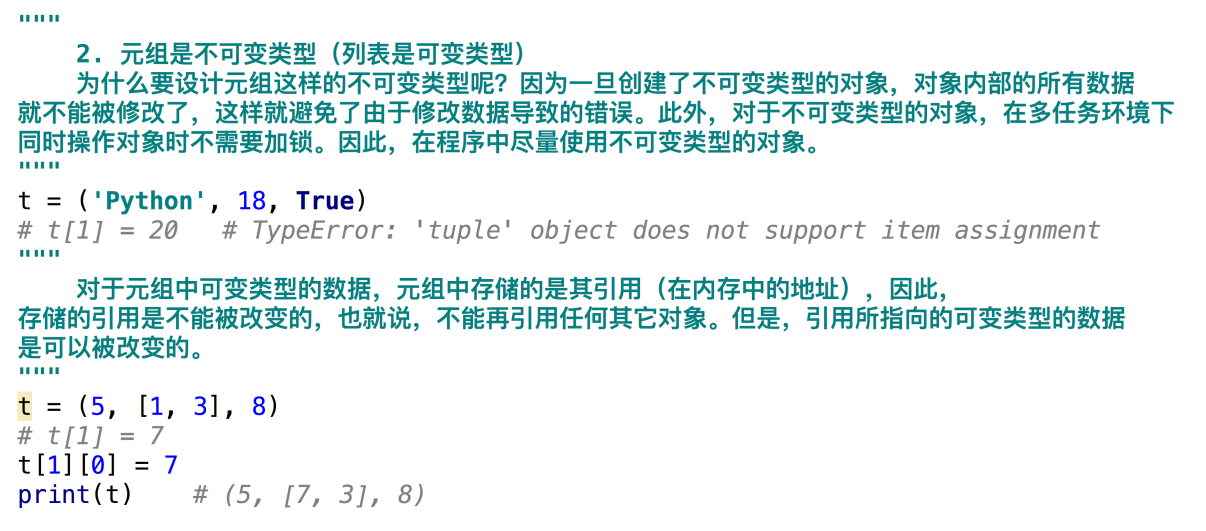 """
    2. 元组是不可变类型（列表是可变类型）
    为什么要设计元组这样的不可变类型呢？因为一旦创建了不可变类型的对象，对象内部的所有数据
就不能被修改了，这样就避免了由于修改数据导致的错误。此外，对于不可变类型的对象，在多任务环境下
同时操作对象时不需要加锁。因此，在程序中尽量使用不可变类型的对象。
"""
t = ('Python', 18, True)
# t[1] = 20   # TypeError: 'tuple' object does not support item assignment
"""
    对于元组中可变类型的数据，元组中存储的是其引用（在内存中的地址），因此，
存储的引用是不能被改变的，也就说，不能再引用任何其它对象。但是，引用所指向的可变类型的数据
是可以被改变的。
"""
t = (5, [1, 3], 8)
# t[1] = 7
t[1][0] = 7
print(t)    # (5, [7, 3], 8)